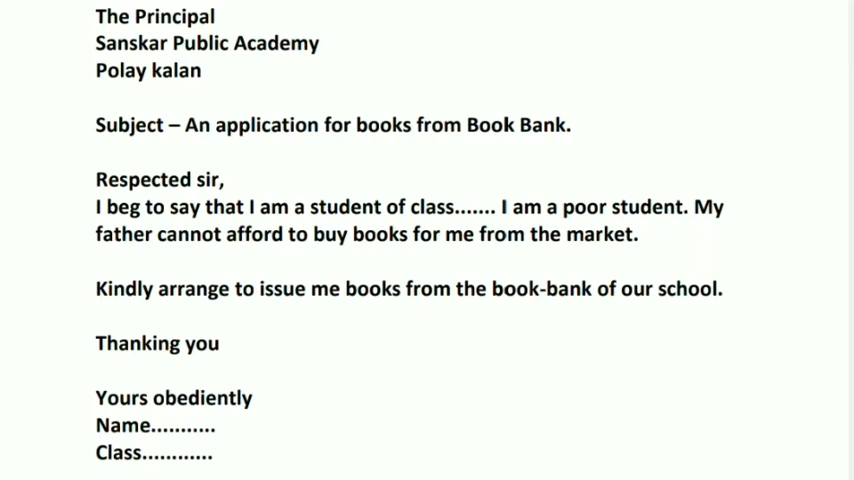 The Principal
Sanskar Public Academy
Polay kalan
Subject – An application for books from Book Bank.
Respected sir,
I beg to say that I am a student of class....... I am a poor student. My
father cannot afford to buy books for me from the market.
Kindly arrange to issue me books from the book-bank of our school.
Thanking you
Yours obediently
Name...........
Class............